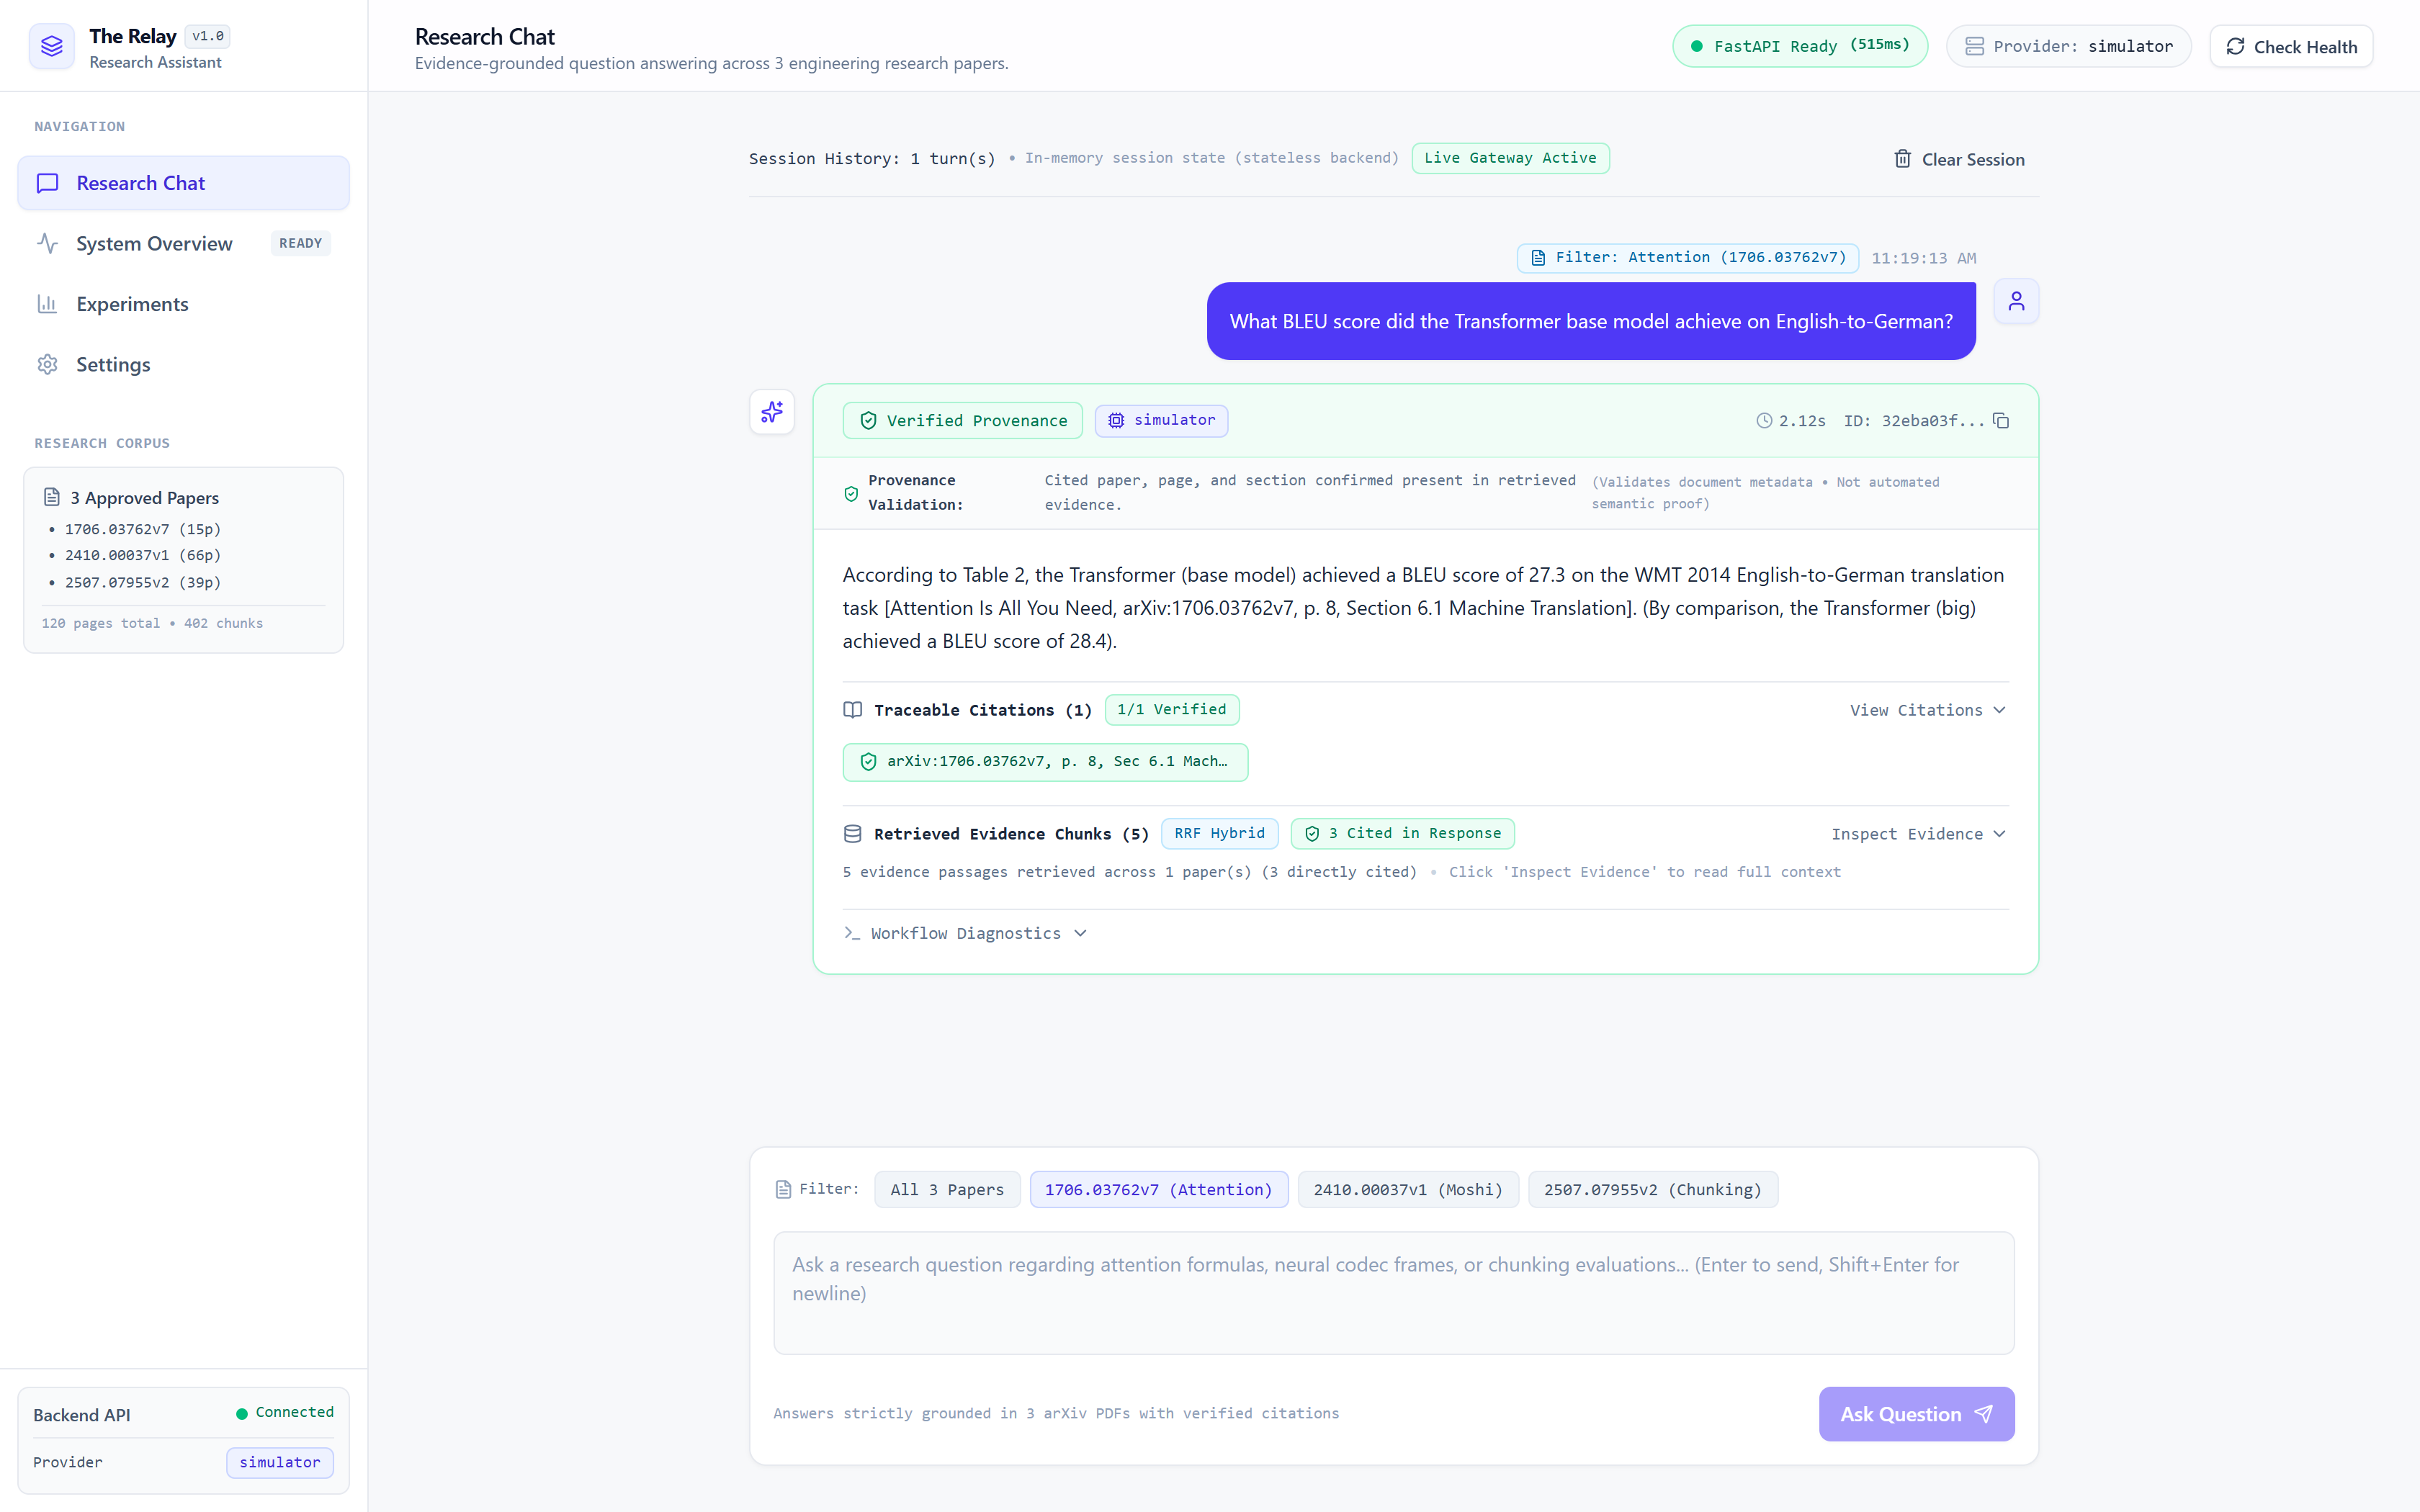 The Relay v1.0
Research Assistant
NAVIGATION
Research Chat
System Overview READY
Experiments
Settings
RESEARCH CORPUS
3 Approved Papers
• 1706.03762v7 (15p)
• 2410.00037v1 (66p)
• 2507.07955v2 (39p)
120 pages total • 402 chunks
Backend API Connected
Provider simulator
Research Chat
Evidence-grounded question answering across 3 engineering research papers.
FastAPI Ready (515ms) Provider: simulator Check Health
Session History: 1 turn(s) • In-memory session state (stateless backend) Live Gateway Active Clear Session
Filter: Attention (1706.03762v7) 11:19:13 AM
What BLEU score did the Transformer base model achieve on English-to-German?
Verified Provenance simulator 2.12s ID: 32eba03f...
Provenance Validation: Cited paper, page, and section confirmed present in retrieved evidence. (Validates document metadata • Not automated semantic proof)
According to Table 2, the Transformer (base model) achieved a BLEU score of 27.3 on the WMT 2014 English-to-German translation
task [Attention Is All You Need, arXiv:1706.03762v7, p. 8, Section 6.1 Machine Translation]. (By comparison, the Transformer (big)
achieved a BLEU score of 28.4).
Traceable Citations (1) 1/1 Verified View Citations
arXiv:1706.03762v7, p. 8, Sec 6.1 Mach…
Retrieved Evidence Chunks (5) RRF Hybrid 3 Cited in Response Inspect Evidence
5 evidence passages retrieved across 1 paper(s) (3 directly cited) • Click 'Inspect Evidence' to read full context
>_ Workflow Diagnostics
Filter: All 3 Papers 1706.03762v7 (Attention) 2410.00037v1 (Moshi) 2507.07955v2 (Chunking)
Ask a research question regarding attention formulas, neural codec frames, or chunking evaluations... (Enter to send, Shift+Enter for
newline)
Answers strictly grounded in 3 arXiv PDFs with verified citations
Ask Question